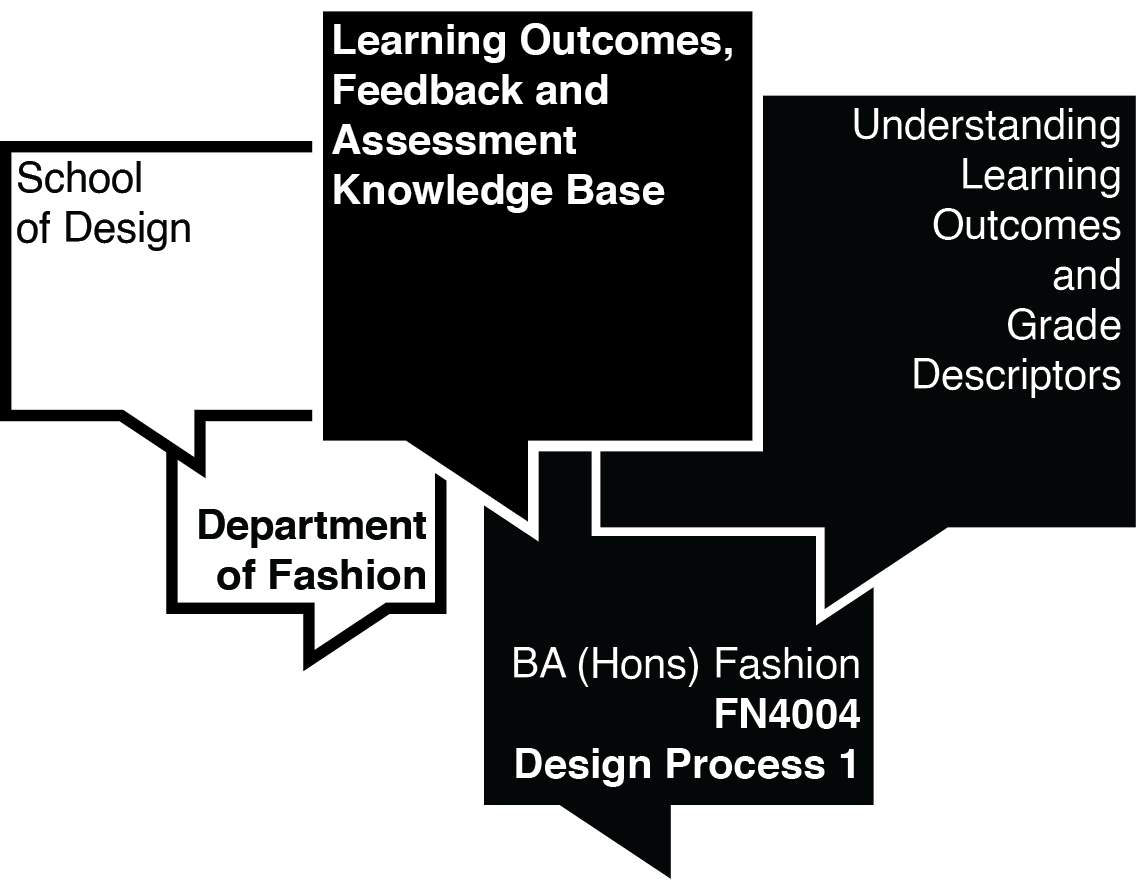 School
of Design
Learning Outcomes,
Feedback and
Assessment
Knowledge Base
Understanding
Learning
Outcomes
and
Grade
Descriptors
Department
of Fashion
BA (Hons) Fashion
FN4004
Design Process 1